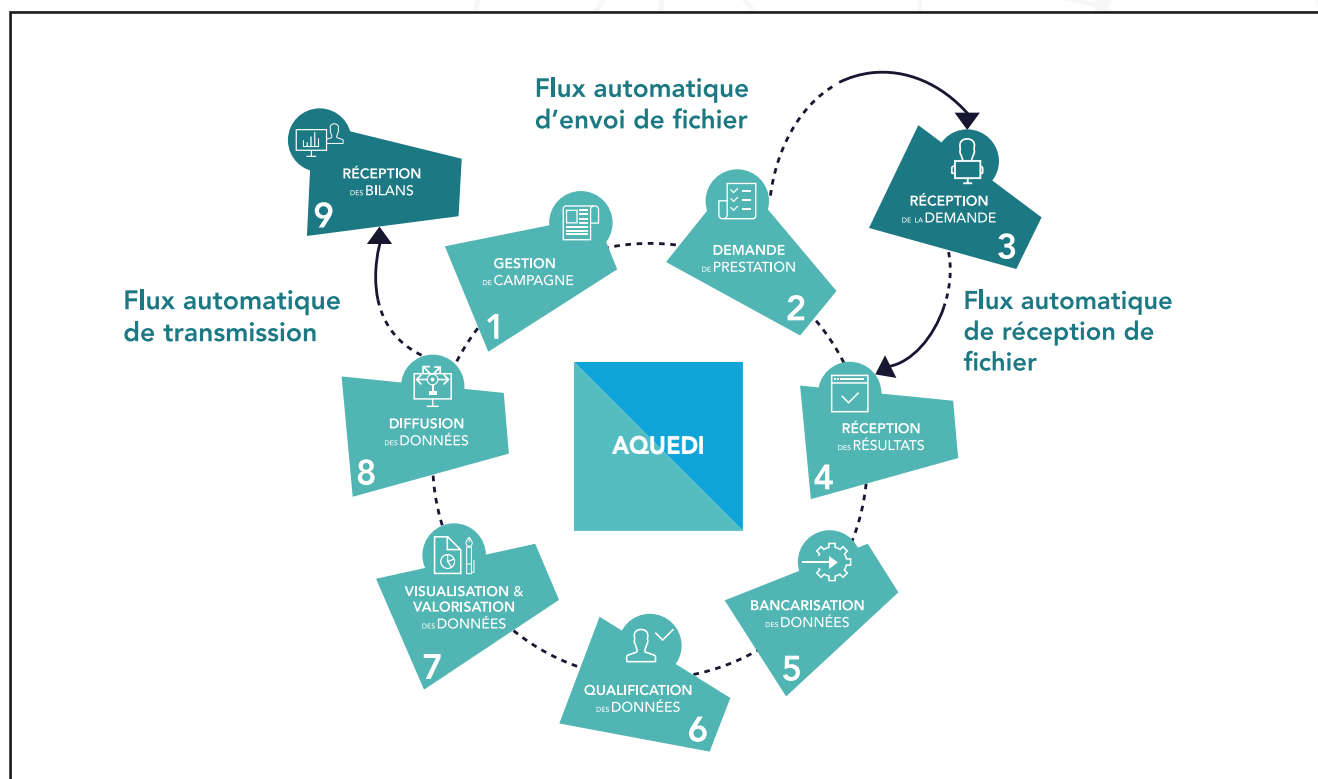 Flux automatique
d'envoi de fichier
RÉCEPTION
DES BILANS
9
GESTION
DE CAMPAGNE
1
DEMANDE
DE PRESTATION
2
RÉCEPTION
DE LA DEMANDE
3
Flux automatique
de transmission
Flux automatique
de réception de
fichier
AQUEDI
RÉCEPTION
DES RÉSULTATS
4
BANCARISATION
DES DONNÉES
5
QUALIFICATION
DES DONNÉES
6
VISUALISATION &
VALORISATION
DES DONNÉES
7
DIFFUSION
DES DONNÉES
8